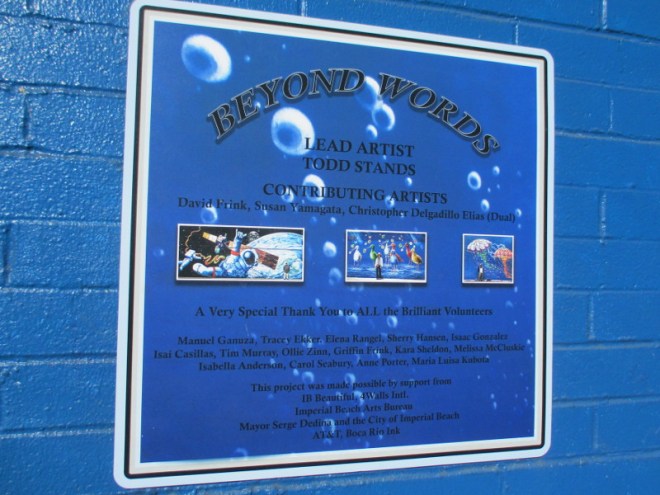 BEYOND WORDS
LEAD ARTIST
TODD STANDS
CONTRIBUTING ARTISTS
David Frink, Susan Yamagata, Christopher Delgadillo Elias (Dual)
A Very Special Thank You to ALL the Brilliant Volunteers
Manuel Ganuza, Tracey Ekker, Elena Rangel, Sherry Hansen, Isaac Gonzalez
Isai Casillas, Tim Murray, Ollie Zinn, Griffin Frink, Kara Sheldon, Melissa McCluskie
Isabella Anderson, Carol Seabury, Anne Porter, Maria Luisa Kabota
This project was made possible by support from
IB Beautiful, 4Walls Intl.
Imperial Beach Arts Bureau
Mayor Serge Dedina and the City of Imperial Beach
AT&T, Boca Rio Ink